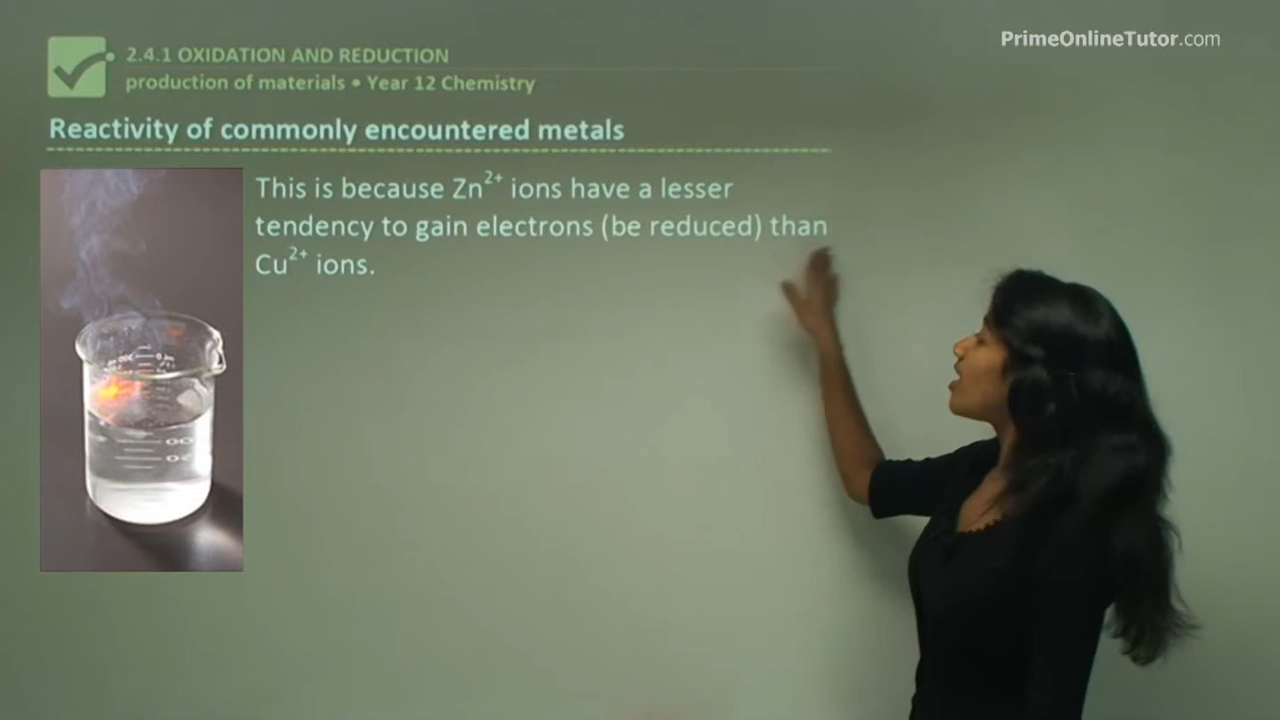 PrimeOnlineTutor.com
2.4.1 OXIDATION AND REDUCTION
production of materials • Year 12 Chemistry
Reactivity of commonly encountered metals
This is because Zn²⁺ ions have a lesser
tendency to gain electrons (be reduced) than
Cu²⁺ ions.